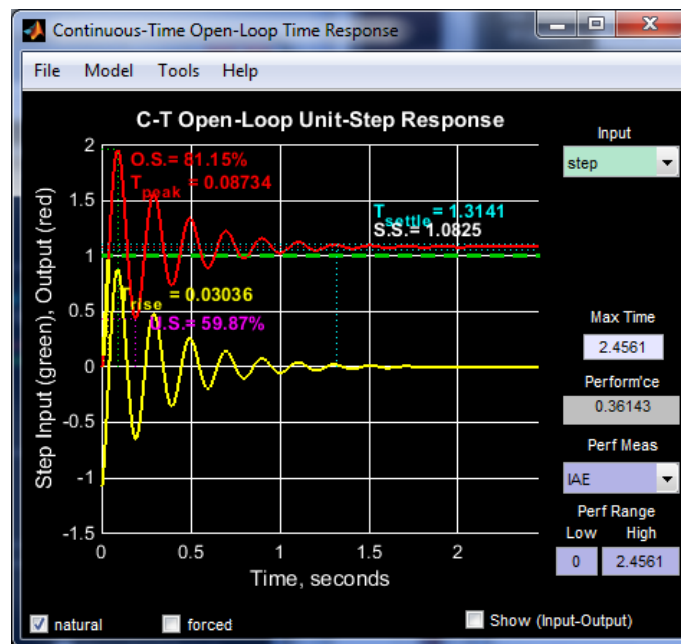 Continuous-Time Open-Loop Time Response
File Model Tools Help
C-T Open-Loop Unit-Step Response
Input
step
2
1.5
1
0.5
0
-0.5
-1
-1.5
Step Input (green), Output (red)
O.S.= 81.15%
Tpeak = 0.08734
Tsettle= 1.3141
S.S.= 1.0825
Trise = 0.03036
U.S.= 59.87%
0 0.5 1 1.5 2
Time, seconds
Max Time
2.4561
Perform'ce
0.36143
Perf Meas
IAE
Perf Range
Low High
0 2.4561
natural forced Show (Input-Output)